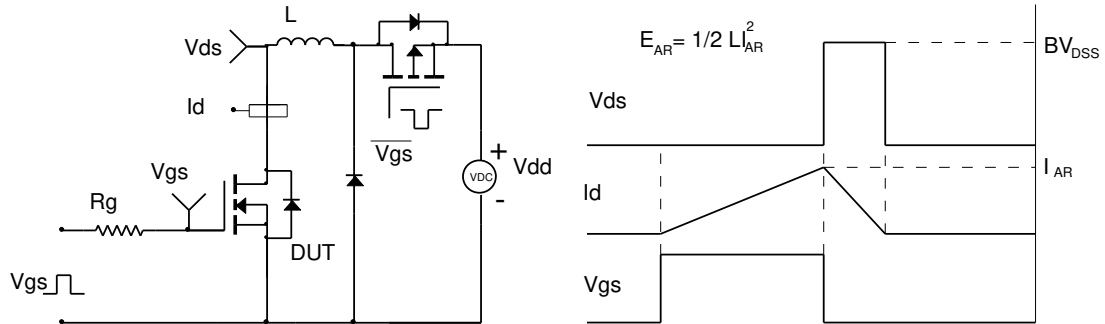 L
Vds
Id
Vgs
Vgs
+
VDC
Vdd
-
Rg
DUT
Vgs
E_AR = 1/2 LI_AR^2
BV_DSS
Vds
I_AR
Id
Vgs